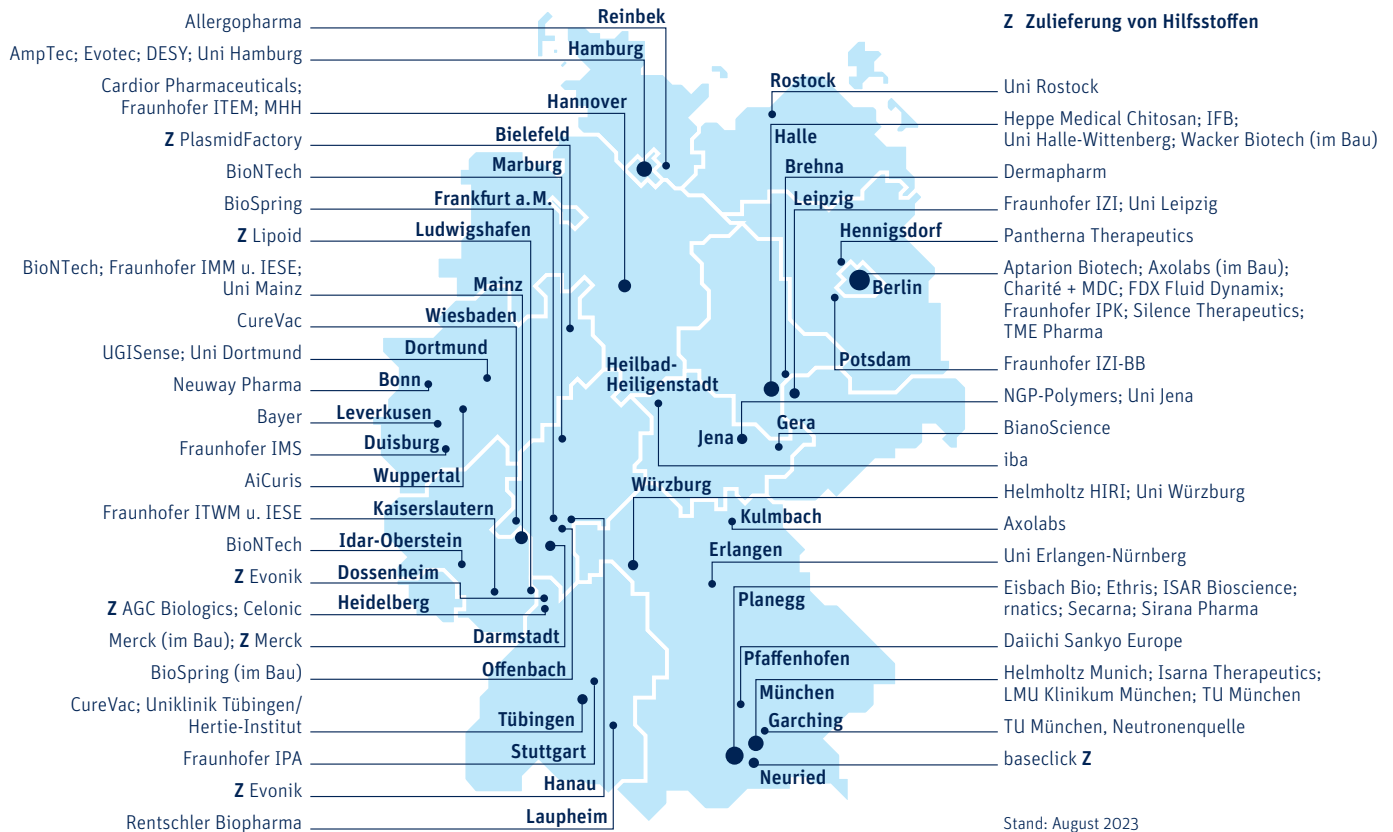 Allergopharma
Reinbek
AmpTec; Evotec; DESY; Uni Hamburg
Hamburg
Cardior Pharmaceuticals;
Fraunhofer ITEM; MHH
Hannover
Z PlasmidFactory
Bielefeld
BioNTech
Marburg
BioSpring
Frankfurt a.M.
Z Lipoid
Ludwigshafen
BioNTech; Fraunhofer IMM u. IESE;
Uni Mainz
Mainz
CureVac
Wiesbaden
UGISense; Uni Dortmund
Dortmund
Neuway Pharma
Bonn
Bayer
Leverkusen
Fraunhofer IMS
Duisburg
AiCuris
Wuppertal
Fraunhofer ITWM u. IESE
Kaiserslautern
BioNTech
Idar-Oberstein
Z Evonik
Dossenheim
Z AGC Biologics; Celonic
Heidelberg
Merck (im Bau); Z Merck
Darmstadt
BioSpring (im Bau)
Offenbach
CureVac; Uniklinik Tübingen/
Hertie-Institut
Tübingen
Fraunhofer IPA
Stuttgart
Z Evonik
Hanau
Rentschler Biopharma
Laupheim
Z Zulieferung von Hilfsstoffen
Rostock
Uni Rostock
Halle
Heppe Medical Chitosan; IFB;
Uni Halle-Wittenberg; Wacker Biotech (im Bau)
Brehna
Dermapharm
Leipzig
Fraunhofer IZI; Uni Leipzig
Hennigsdorf
Pantherna Therapeutics
Berlin
Aptarion Biotech; Axolabs (im Bau);
Charité + MDC; FDX Fluid Dynamix;
Fraunhofer IPK; Silence Therapeutics;
TME Pharma
Potsdam
Fraunhofer IZI-BB
Jena
NGP-Polymers; Uni Jena
Gera
BianoScience
Heilbad-
Heiligenstadt
iba
Würzburg
Helmholtz HIRI; Uni Würzburg
Kulmbach
Axolabs
Erlangen
Uni Erlangen-Nürnberg
Planegg
Eisbach Bio; Ethris; ISAR Bioscience;
rnatics; Secarna; Sirana Pharma
Pfaffenhofen
Daiichi Sankyo Europe
München
Helmholtz Munich; Isarna Therapeutics;
LMU Klinikum München; TU München
Garching
TU München, Neutronenquelle
Neuried
baseclick Z
Stand: August 2023